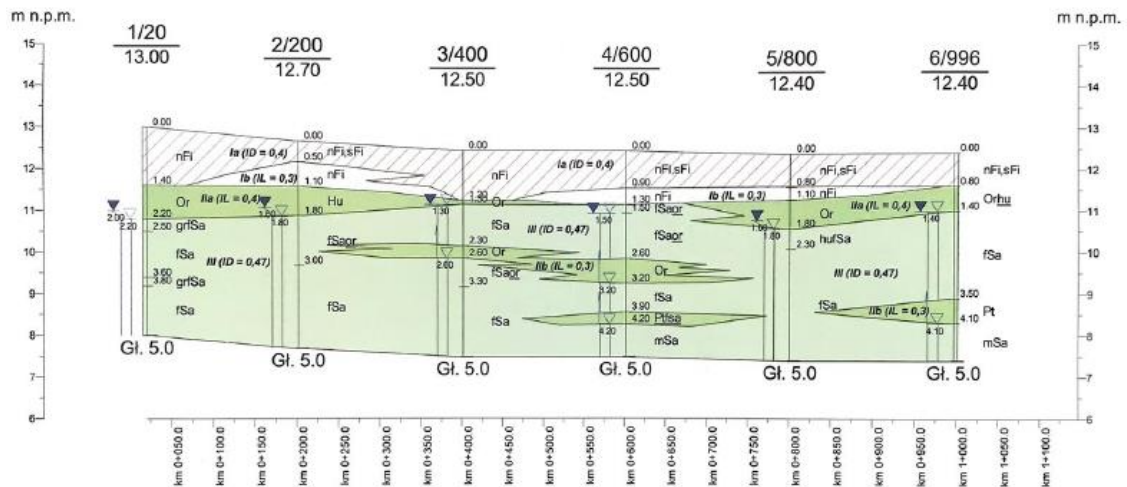 m n.p.m.
m n.p.m.
1/20
13.00
2/200
12.70
3/400
12.50
4/600
12.50
5/800
12.40
6/996
12.40
15
14
13
12
11
10
9
8
7
6
15
14
13
12
11
10
9
8
7
6
0.00
nFi
1.40
Or
2.20
2.50
grfSa
fSa
3.60
3.80
grfSa
fSa
2.00
2.20
Gł. 5.0
Ia (ID = 0,4)
Ib (IL = 0,3)
IIa (IL = 0,4)
III (ID = 0,47)
0.00
nFi,sFi
0.50
nFi
1.10
Hu
1.80
fSaor
3.00
fSa
1.80
Gł. 5.0
0.00
nFi
1.20
1.30
Or
fSa
2.30
Or
2.60
fSaor
3.30
fSa
1.30
2.60
Gł. 5.0
Ia (ID = 0,4)
III (ID = 0,47)
IIb (IL = 0,3)
0.00
nFi,sFi
0.90
nFi
1.30
1.50
fSaor
fSaor
2.60
Or
3.20
fSa
3.90
4.20
Ptfsa
mSa
1.50
3.20
4.20
Gł. 5.0
Ib (IL = 0,3)
0.00
nFi,sFi
0.80
nFi
1.10
Or
1.80
hufSa
2.30
fSa
1.80
Gł. 5.0
IIa (IL = 0,4)
III (ID = 0,47)
IIb (IL = 0,3)
0.00
nFi,sFi
0.80
Orhu
1.40
fSa
3.50
Pt
4.10
mSa
1.40
4.10
Gł. 5.0
km 0+050.0
km 0+100.0
km 0+150.0
km 0+200.0
km 0+250.0
km 0+300.0
km 0+350.0
km 0+400.0
km 0+450.0
km 0+500.0
km 0+550.0
km 0+600.0
km 0+650.0
km 0+700.0
km 0+750.0
km 0+800.0
km 0+850.0
km 0+900.0
km 0+950.0
km 1+000.0
km 1+050.0
km 1+100.0